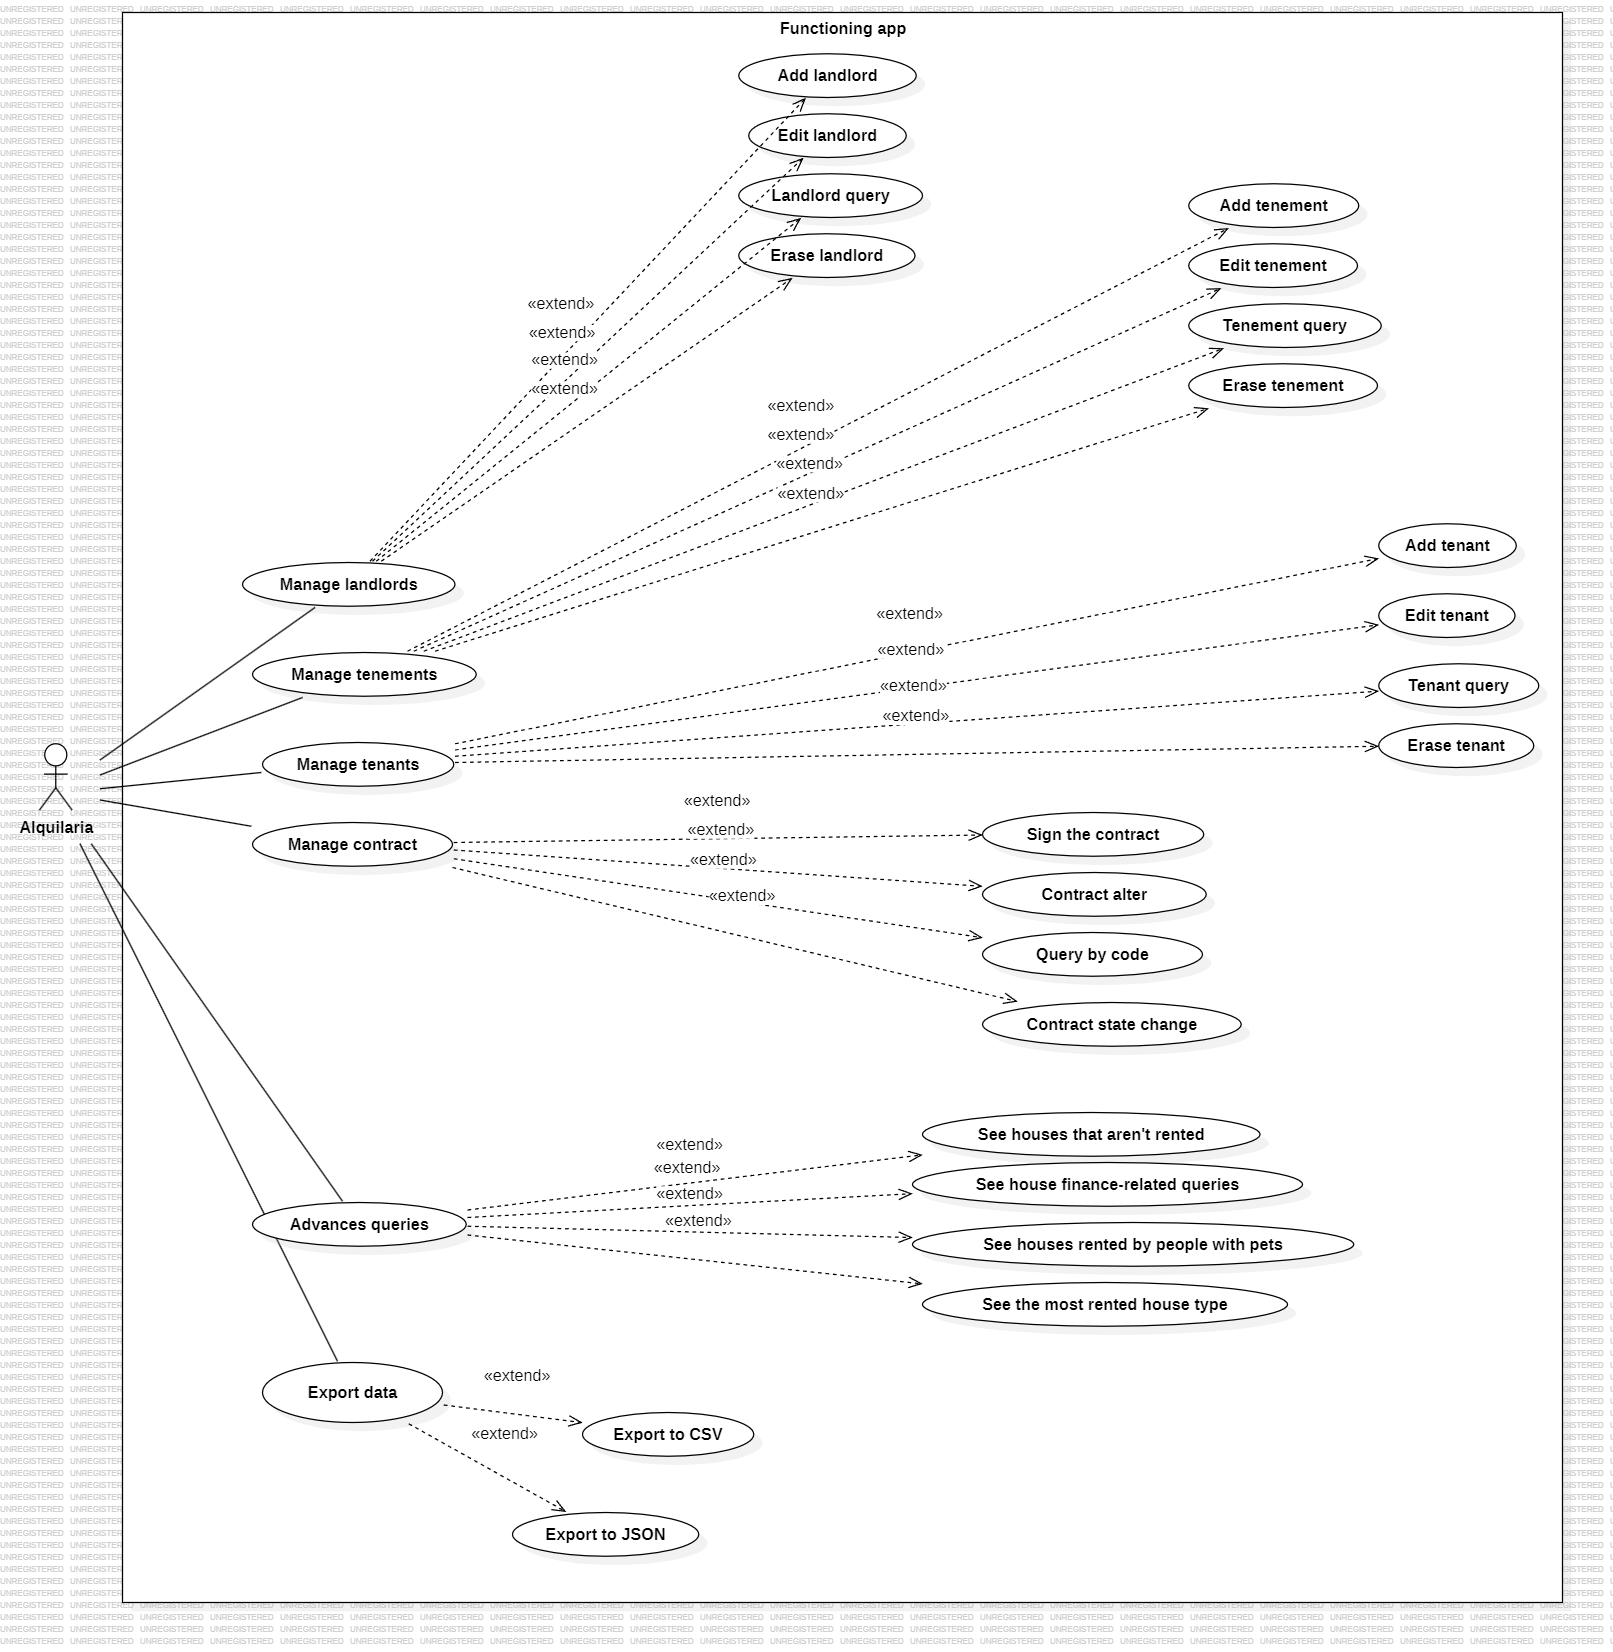 Functioning app
Add landlord
Edit landlord
Landlord query
Erase landlord
«extend»
«extend»
«extend»
«extend»
Add tenement
Edit tenement
Tenement query
Erase tenement
«extend»
«extend»
«extend»
«extend»
Manage landlords
Manage tenements
Manage tenants
Manage contract
Alquilaria
Add tenant
Edit tenant
Tenant query
Erase tenant
«extend»
«extend»
«extend»
«extend»
«extend»
«extend»
«extend»
«extend»
Sign the contract
Contract alter
Query by code
Contract state change
«extend»
«extend»
«extend»
«extend»
Advances queries
See houses that aren't rented
See house finance-related queries
See houses rented by people with pets
See the most rented house type
Export data
«extend»
«extend»
Export to CSV
Export to JSON
UNREGISTERED